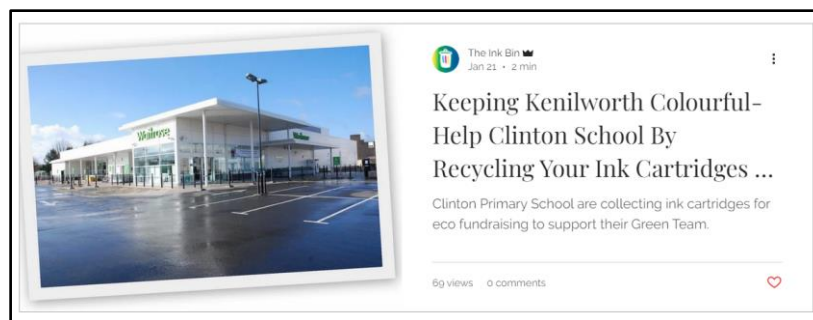 Waitrose
The Ink Bin
Jan 21 • 2 min
Keeping Kenilworth Colourful-
Help Clinton School By
Recycling Your Ink Cartridges ...
Clinton Primary School are collecting ink cartridges for
eco fundraising to support their Green Team.
69 views 0 comments